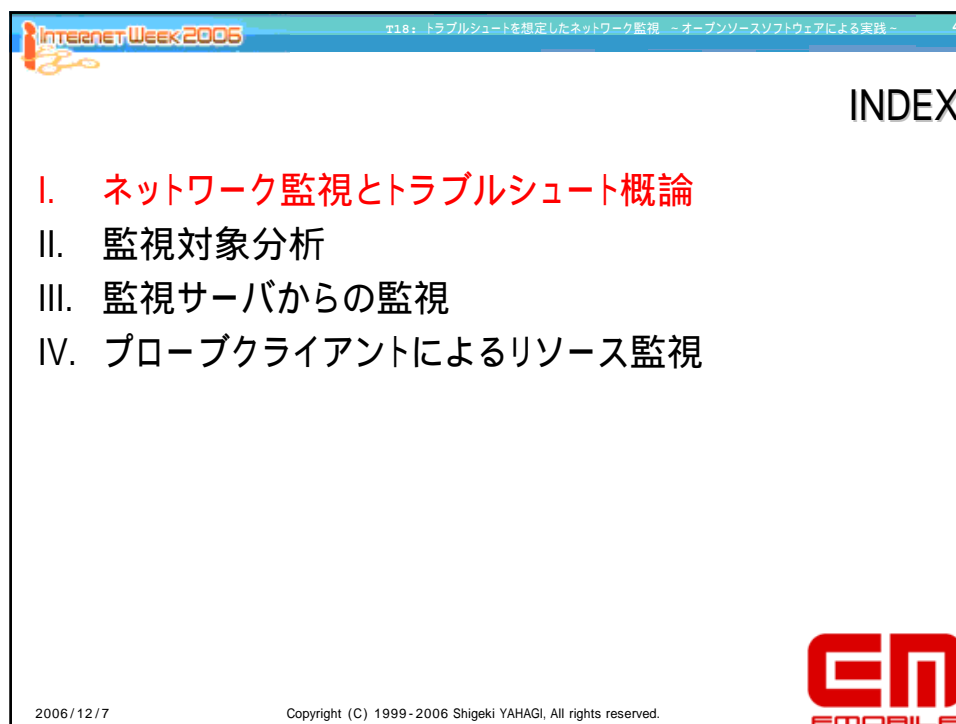 INTERNET WEEK 2006
T18: トラブルシュートを想定したネットワーク監視 ~オープンソースソフトウェアによる実践~
INDEX
I. ネットワーク監視とトラブルシュート概論
II. 監視対象分析
III. 監視サーバからの監視
IV. プローブクライアントによるリソース監視
2006/12/7
Copyright (C) 1999-2006 Shigeki YAHAGI, All rights reserved.
EM
EMOBILE